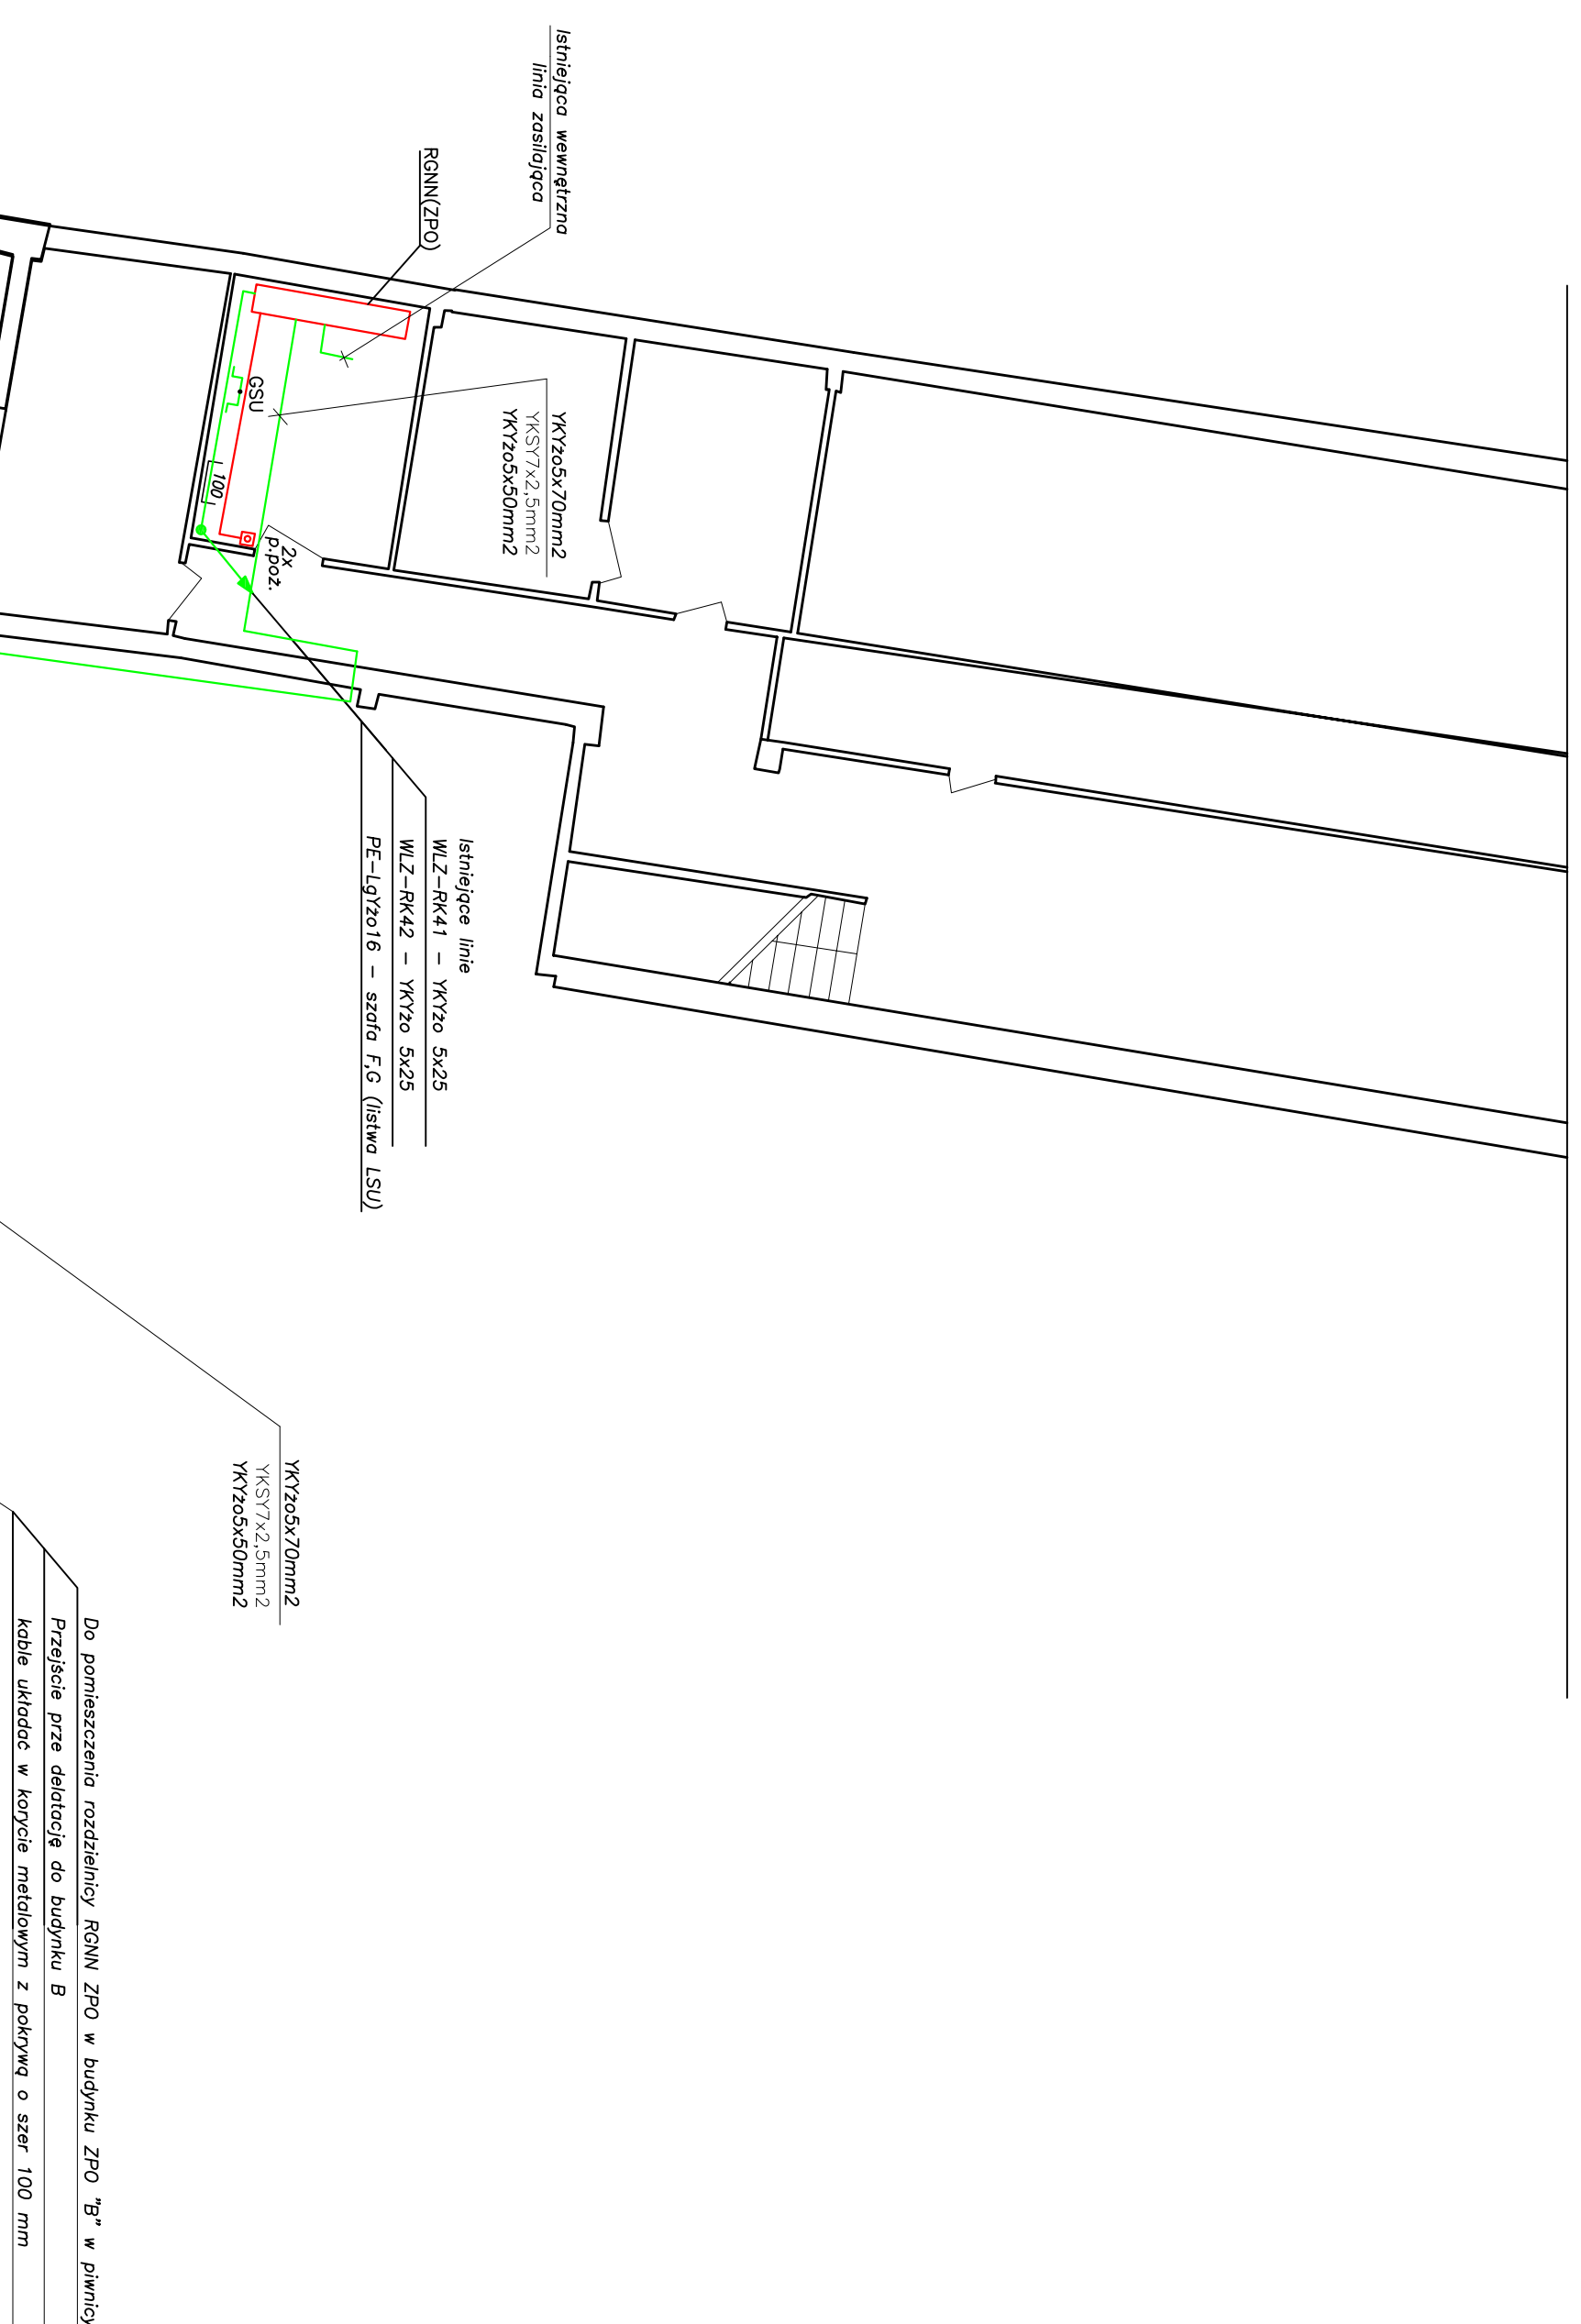 Istniejąca wewnętrzna
linia zasilająca
RGNN(ZPO)
YKYżo5x70mm2
YKSY7x2,5mm2
YKYżo5x50mm2
GSU
100
2x
p.poż.
Istniejące linie
WLZ-RK41 - YKYżo 5x25
WLZ-RK42 - YKYżo 5x25
PE-LgYżo16 - szafa F,G (listwa LSU)
YKYżo5x70mm2
YKSY7x2,5mm2
YKYżo5x50mm2
Do pomieszczenia rozdzielnicy RGNN ZPO w budynku ZPO "B" w piwnicy
Przejście prze delatację do budynku B
kable układać w korycie metalowym z pokrywą o szer 100 mm